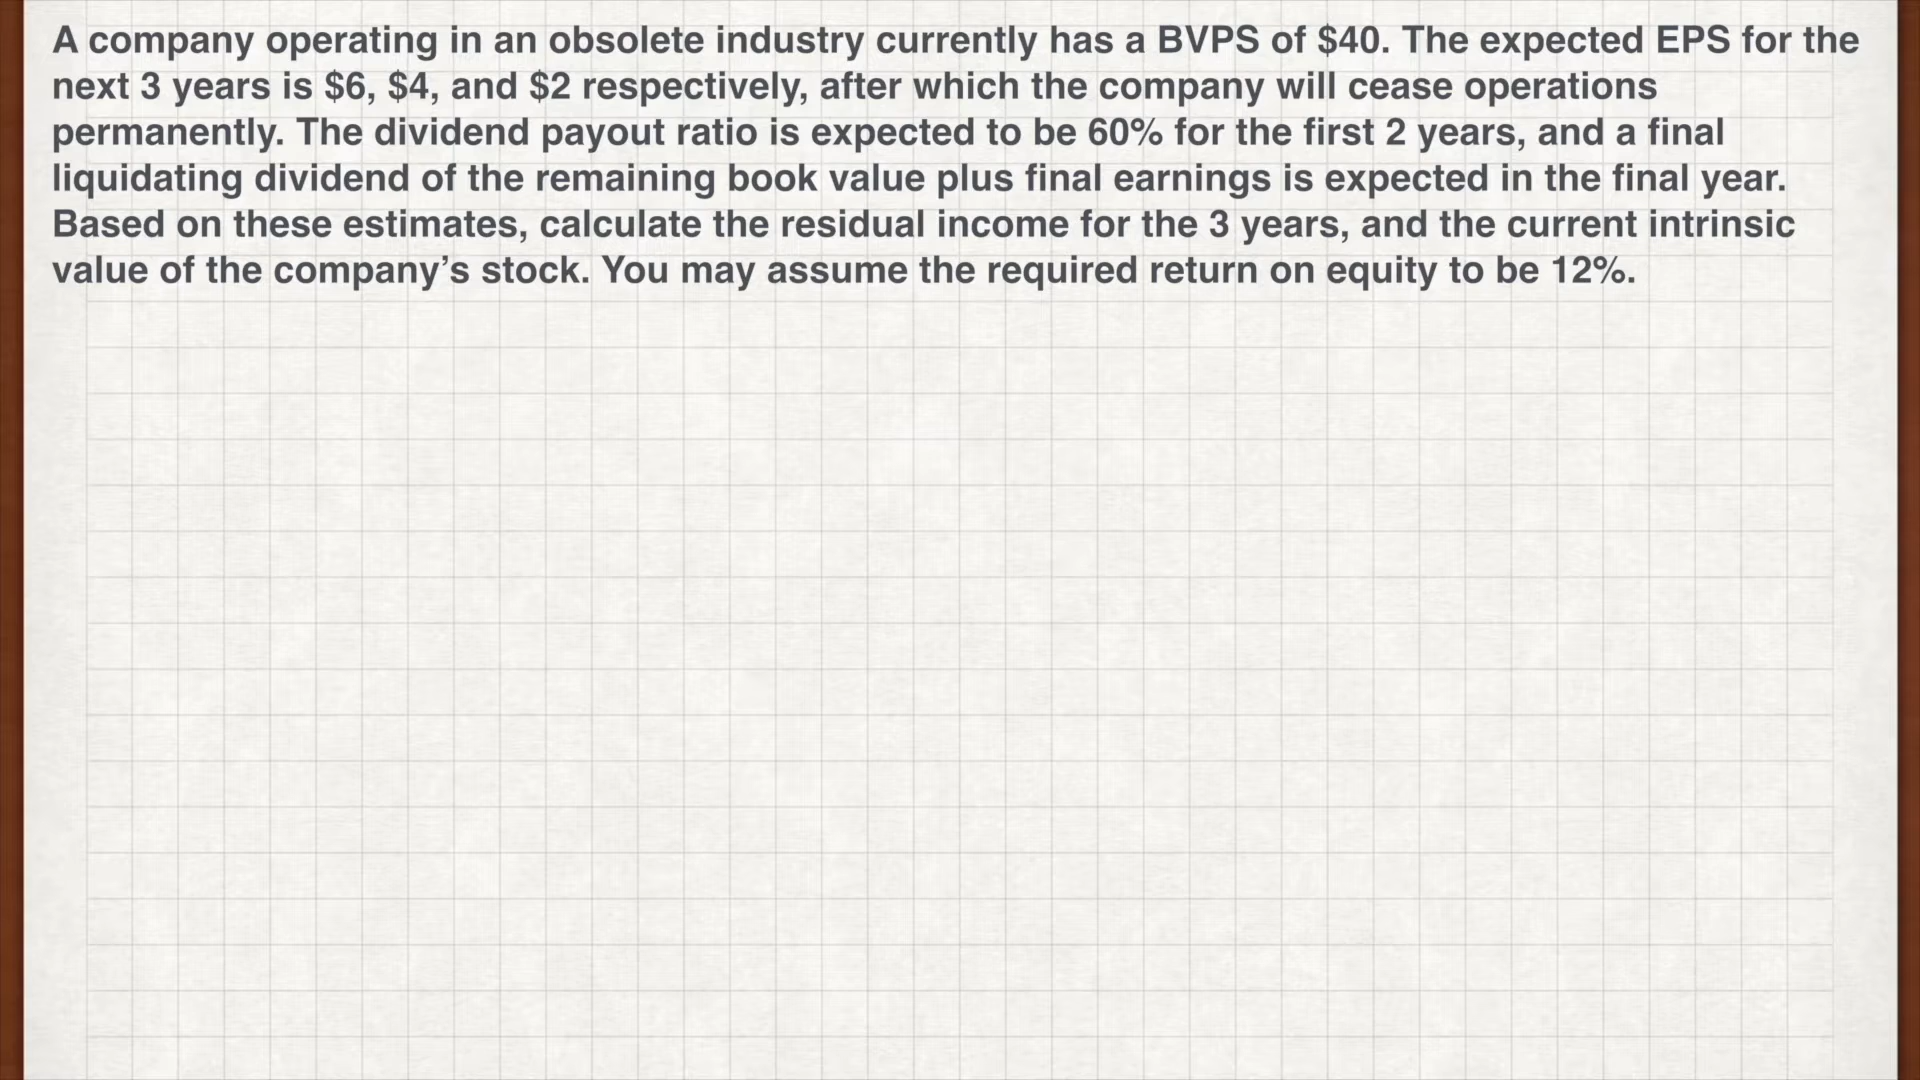 A company operating in an obsolete industry currently has a BVPS of $40. The expected EPS for the
next 3 years is $6, $4, and $2 respectively, after which the company will cease operations
permanently. The dividend payout ratio is expected to be 60% for the first 2 years, and a final
liquidating dividend of the remaining book value plus final earnings is expected in the final year.
Based on these estimates, calculate the residual income for the 3 years, and the current intrinsic
value of the company’s stock. You may assume the required return on equity to be 12%.